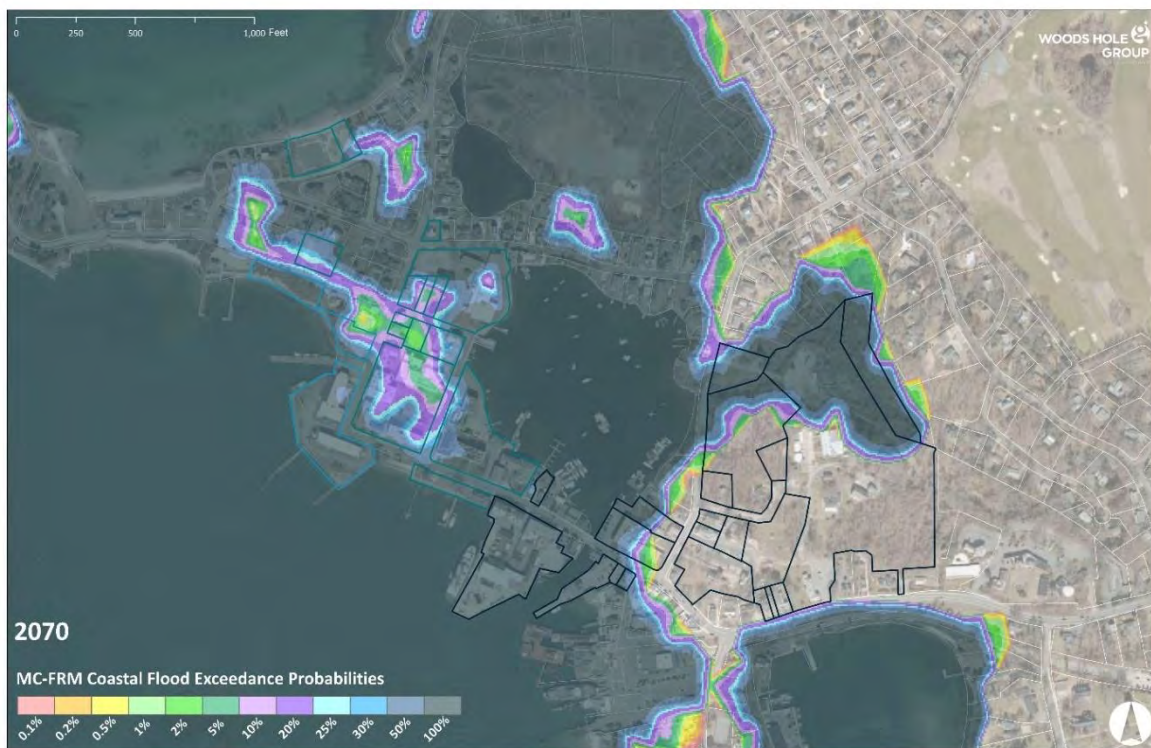 0 250 500 1,000 Feet
WOODS HOLE
GROUP
2070
MC-FRM Coastal Flood Exceedance Probabilities
0.1% 0.2% 0.5% 1% 2% 5% 10% 20% 25% 30% 50% 100%